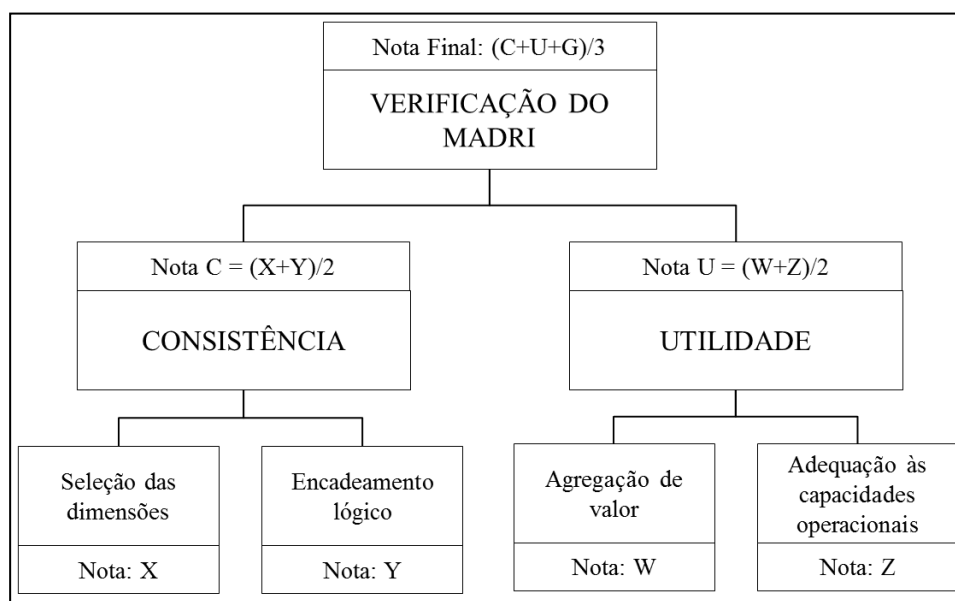 Nota Final: (C+U+G)/3
VERIFICAÇÃO DO
MADRI
Nota C = (X+Y)/2
CONSISTÊNCIA
Nota U = (W+Z)/2
UTILIDADE
Seleção das
dimensões
Nota: X
Encadeamento
lógico
Nota: Y
Agregação de
valor
Nota: W
Adequação às
capacidades
operacionais
Nota: Z